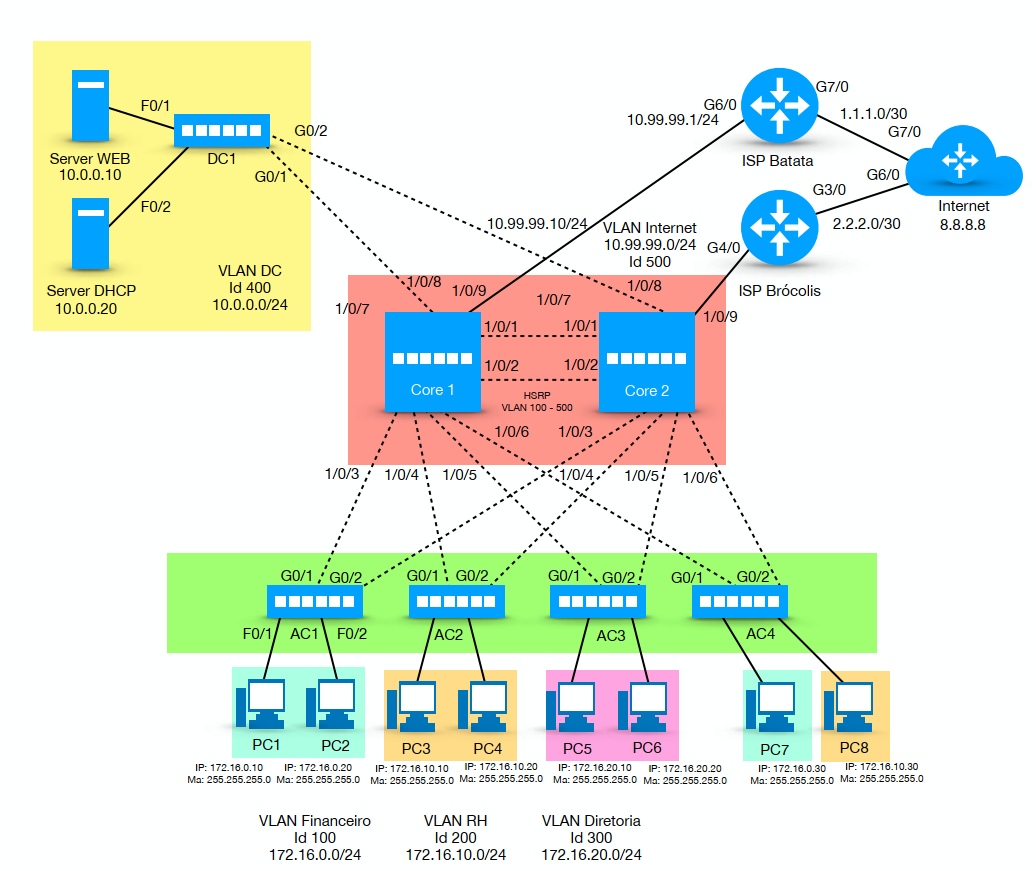 Server WEB
10.0.0.10
F0/1
DC1
G0/2
G0/1
F0/2
Server DHCP
10.0.0.20
VLAN DC
Id 400
10.0.0.0/24
G6/0
10.99.99.1/24
G7/0
1.1.1.0/30
G7/0
ISP Batata
G6/0
G3/0
2.2.2.0/30
Internet
8.8.8.8
10.99.99.10/24
VLAN Internet
10.99.99.0/24
Id 500
G4/0
ISP Brócolis
1/0/7
1/0/8
1/0/9
1/0/7
1/0/8
1/0/9
1/0/1
1/0/1
1/0/2
1/0/2
Core 1
Core 2
HSRP
VLAN 100 - 500
1/0/6
1/0/3
1/0/3
1/0/4
1/0/5
1/0/4
1/0/5
1/0/6
G0/1
G0/2
G0/1
G0/2
G0/1
G0/2
G0/1
G0/2
F0/1
AC1
F0/2
AC2
AC3
AC4
PC1
PC2
PC3
PC4
PC5
PC6
PC7
PC8
IP: 172.16.0.10
Ma: 255.255.255.0
IP: 172.16.0.20
Ma: 255.255.255.0
IP: 172.16.10.10
Ma: 255.255.255.0
IP: 172.16.10.20
Ma: 255.255.255.0
IP: 172.16.20.10
Ma: 255.255.255.0
IP: 172.16.20.20
Ma: 255.255.255.0
IP: 172.16.0.30
Ma: 255.255.255.0
IP: 172.16.10.30
Ma: 255.255.255.0
VLAN Financeiro
Id 100
172.16.0.0/24
VLAN RH
Id 200
172.16.10.0/24
VLAN Diretoria
Id 300
172.16.20.0/24